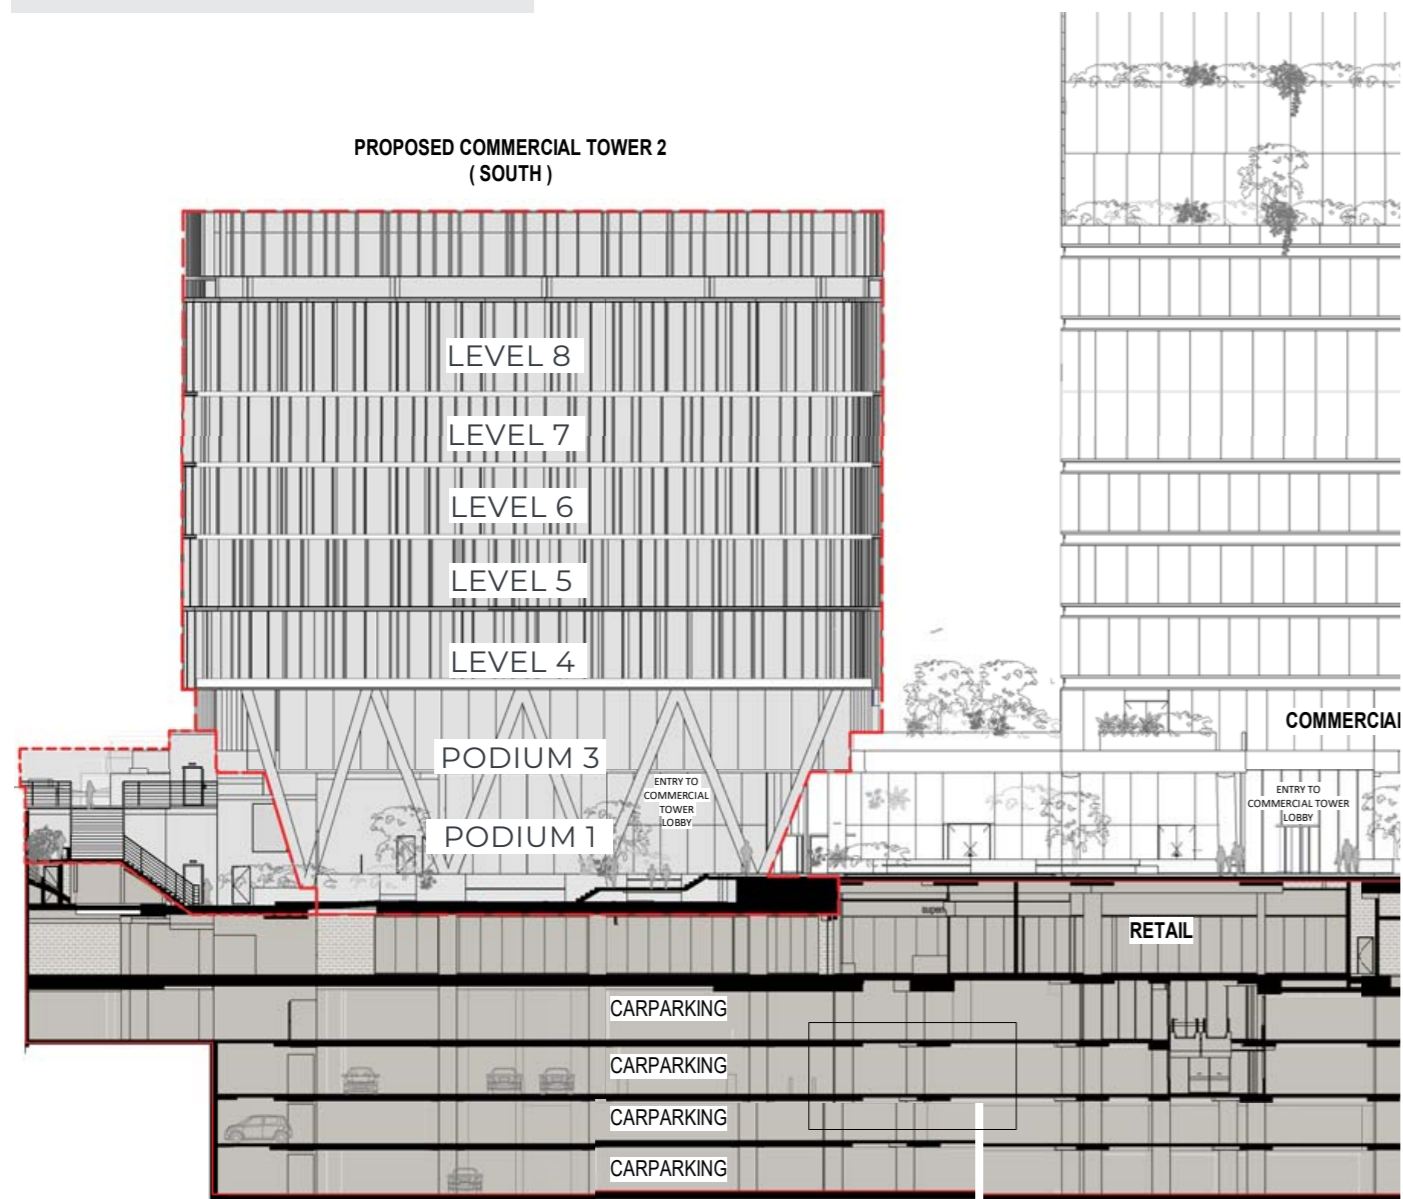 PROPOSED COMMERCIAL TOWER 2
( SOUTH )
LEVEL 8
LEVEL 7
LEVEL 6
LEVEL 5
LEVEL 4
COMMERCIAL
PODIUM 3
ENTRY TO
COMMERCIAL
TOWER
LOBBY
ENTRY TO
COMMERCIAL TOWER
LOBBY
PODIUM 1
RETAIL
CARPARKING
CARPARKING
CARPARKING
CARPARKING